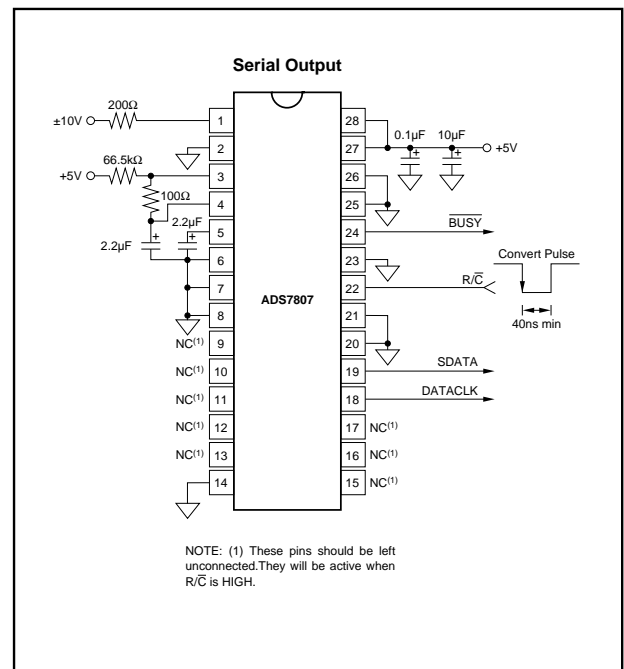 Serial Output
±10V
200Ω
+5V
66.5kΩ
100Ω
2.2µF
2.2µF
NC(1)
NC(1)
NC(1)
NC(1)
NC(1)
1
2
3
4
5
6
7
8
9
10
11
12
13
14
ADS7807
28
27
26
25
24
23
22
21
20
19
18
17
16
15
0.1µF
10µF
+5V
BUSY
Convert Pulse
R/C
40ns min
SDATA
DATACLK
NC(1)
NC(1)
NC(1)
NOTE: (1) These pins should be left
unconnected.They will be active when
R/C is HIGH.